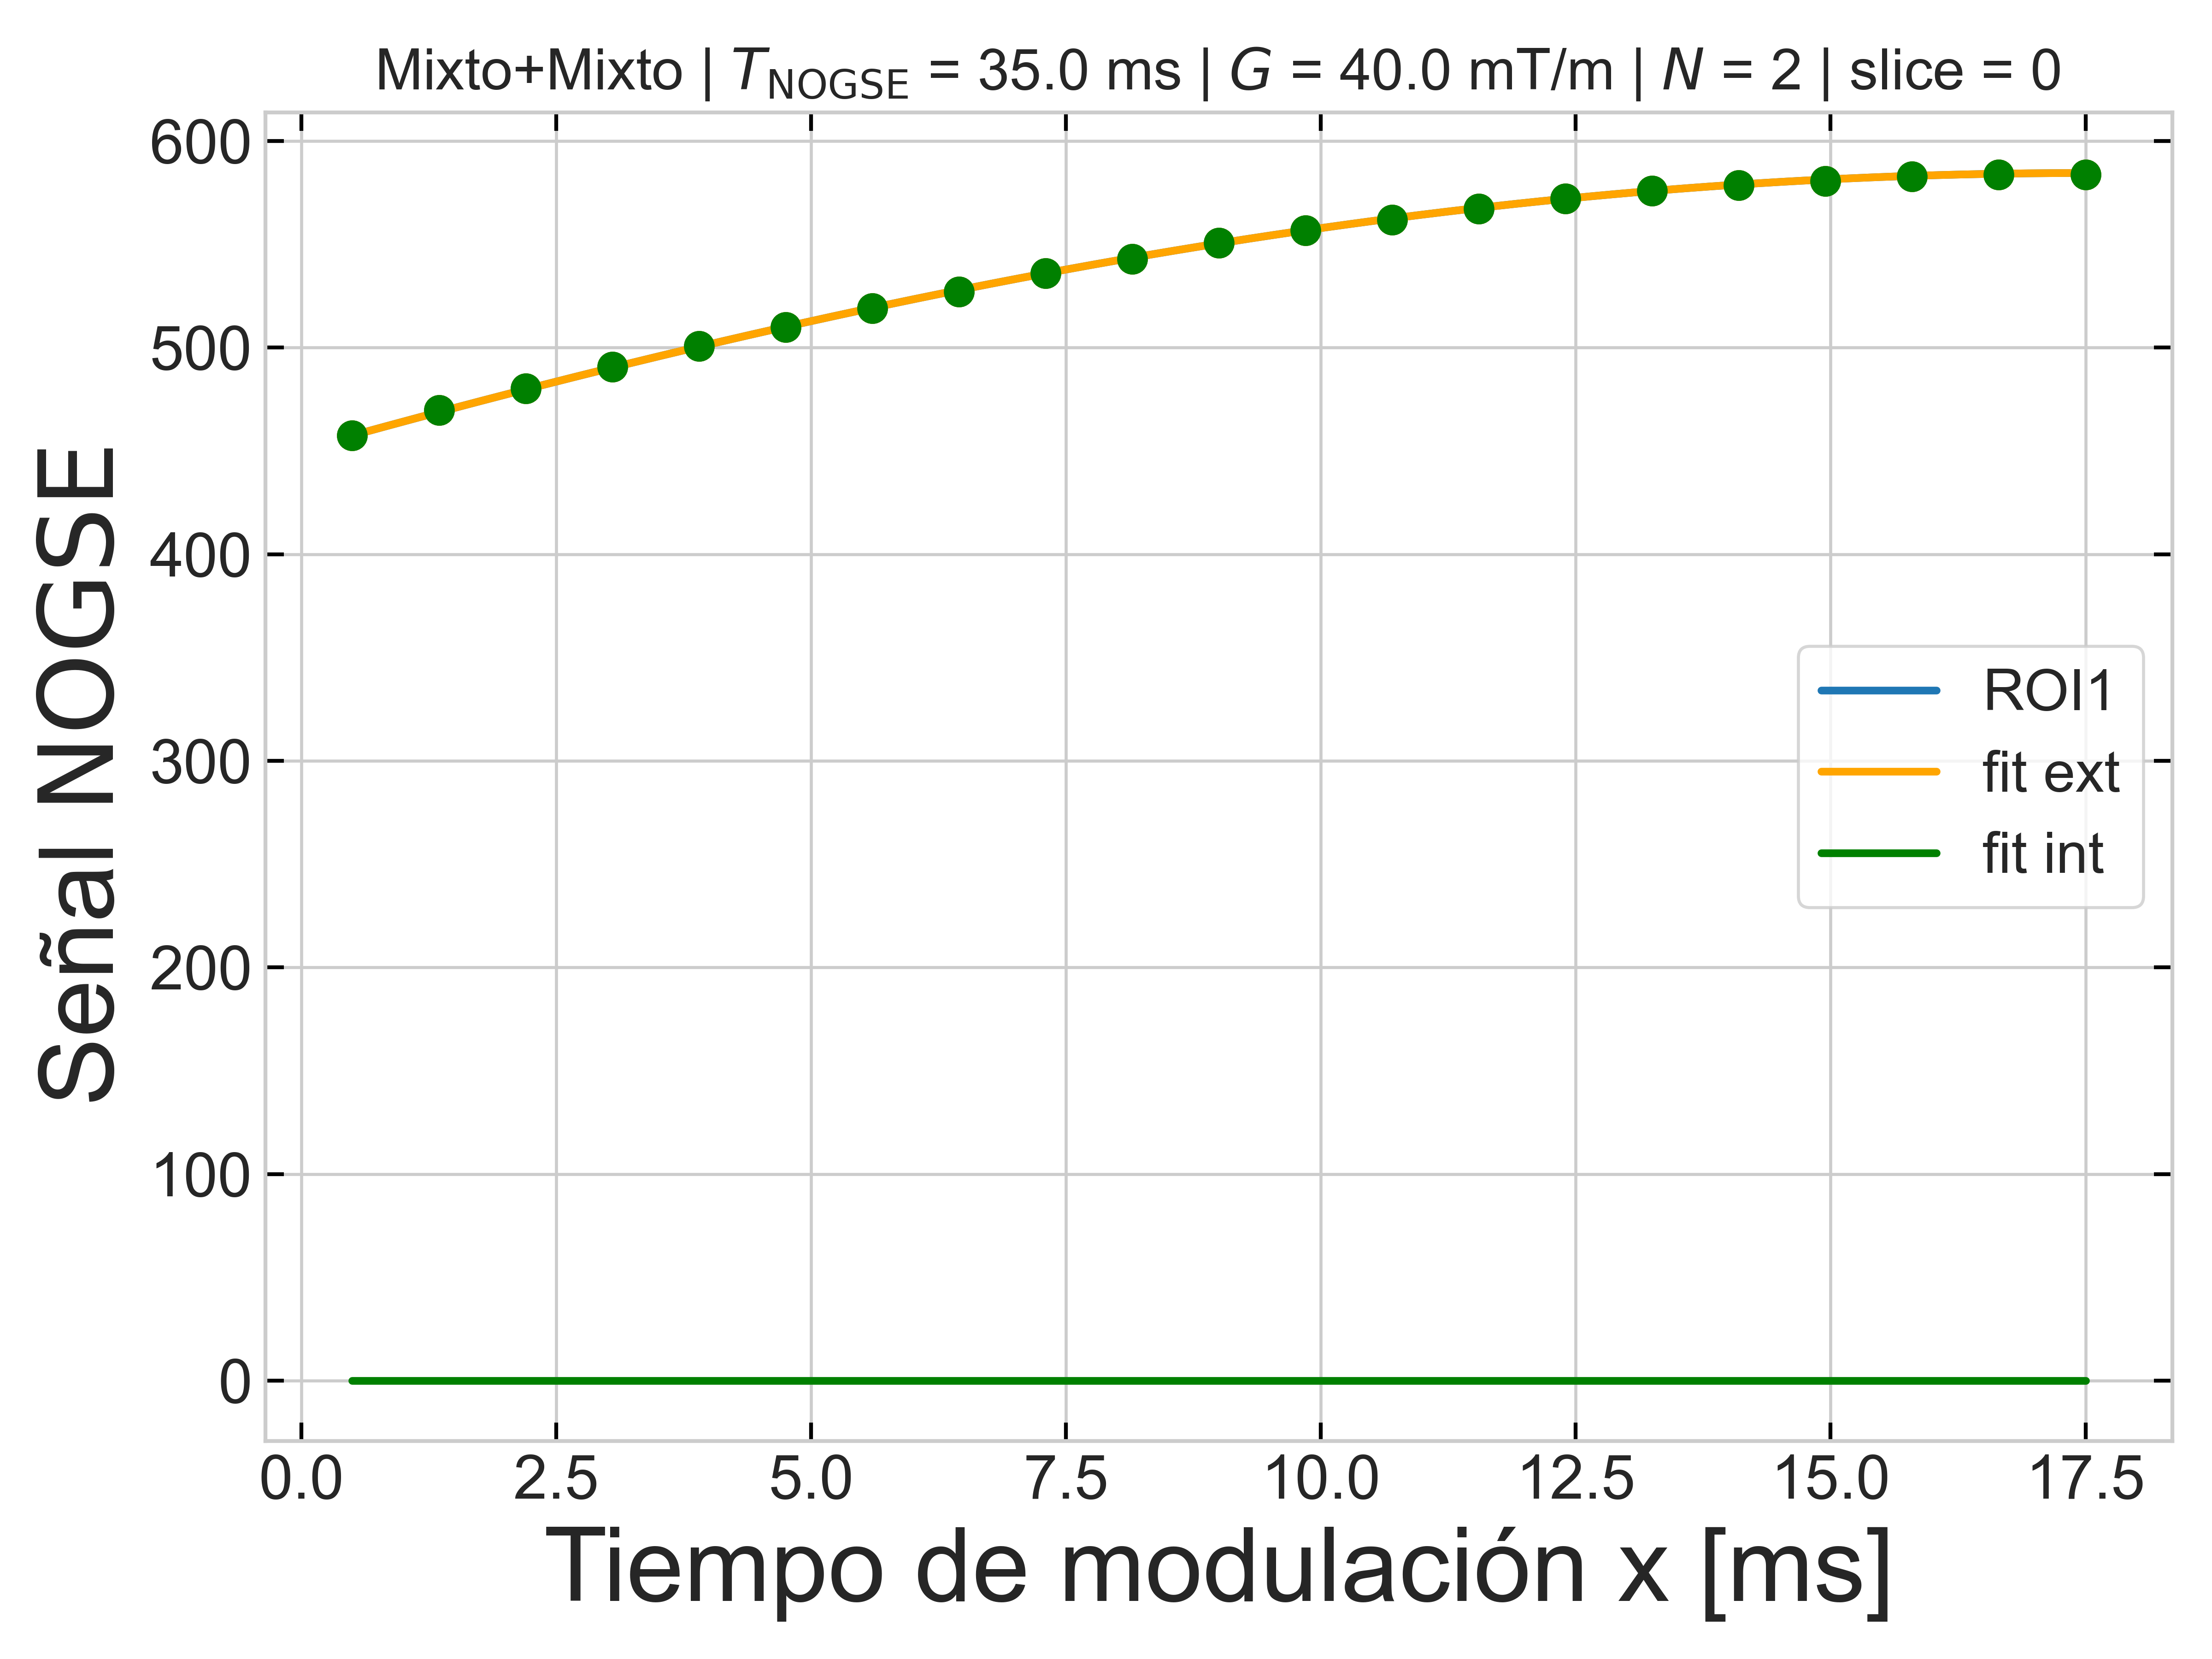 Mixto+Mixto | T_NOGSE = 35.0 ms | G = 40.0 mT/m | N = 2 | slice = 0
600
500
400
300
200
100
0
Señal NOGSE
ROI1
fit ext
fit int
0.0 2.5 5.0 7.5 10.0 12.5 15.0 17.5
Tiempo de modulación x [ms]